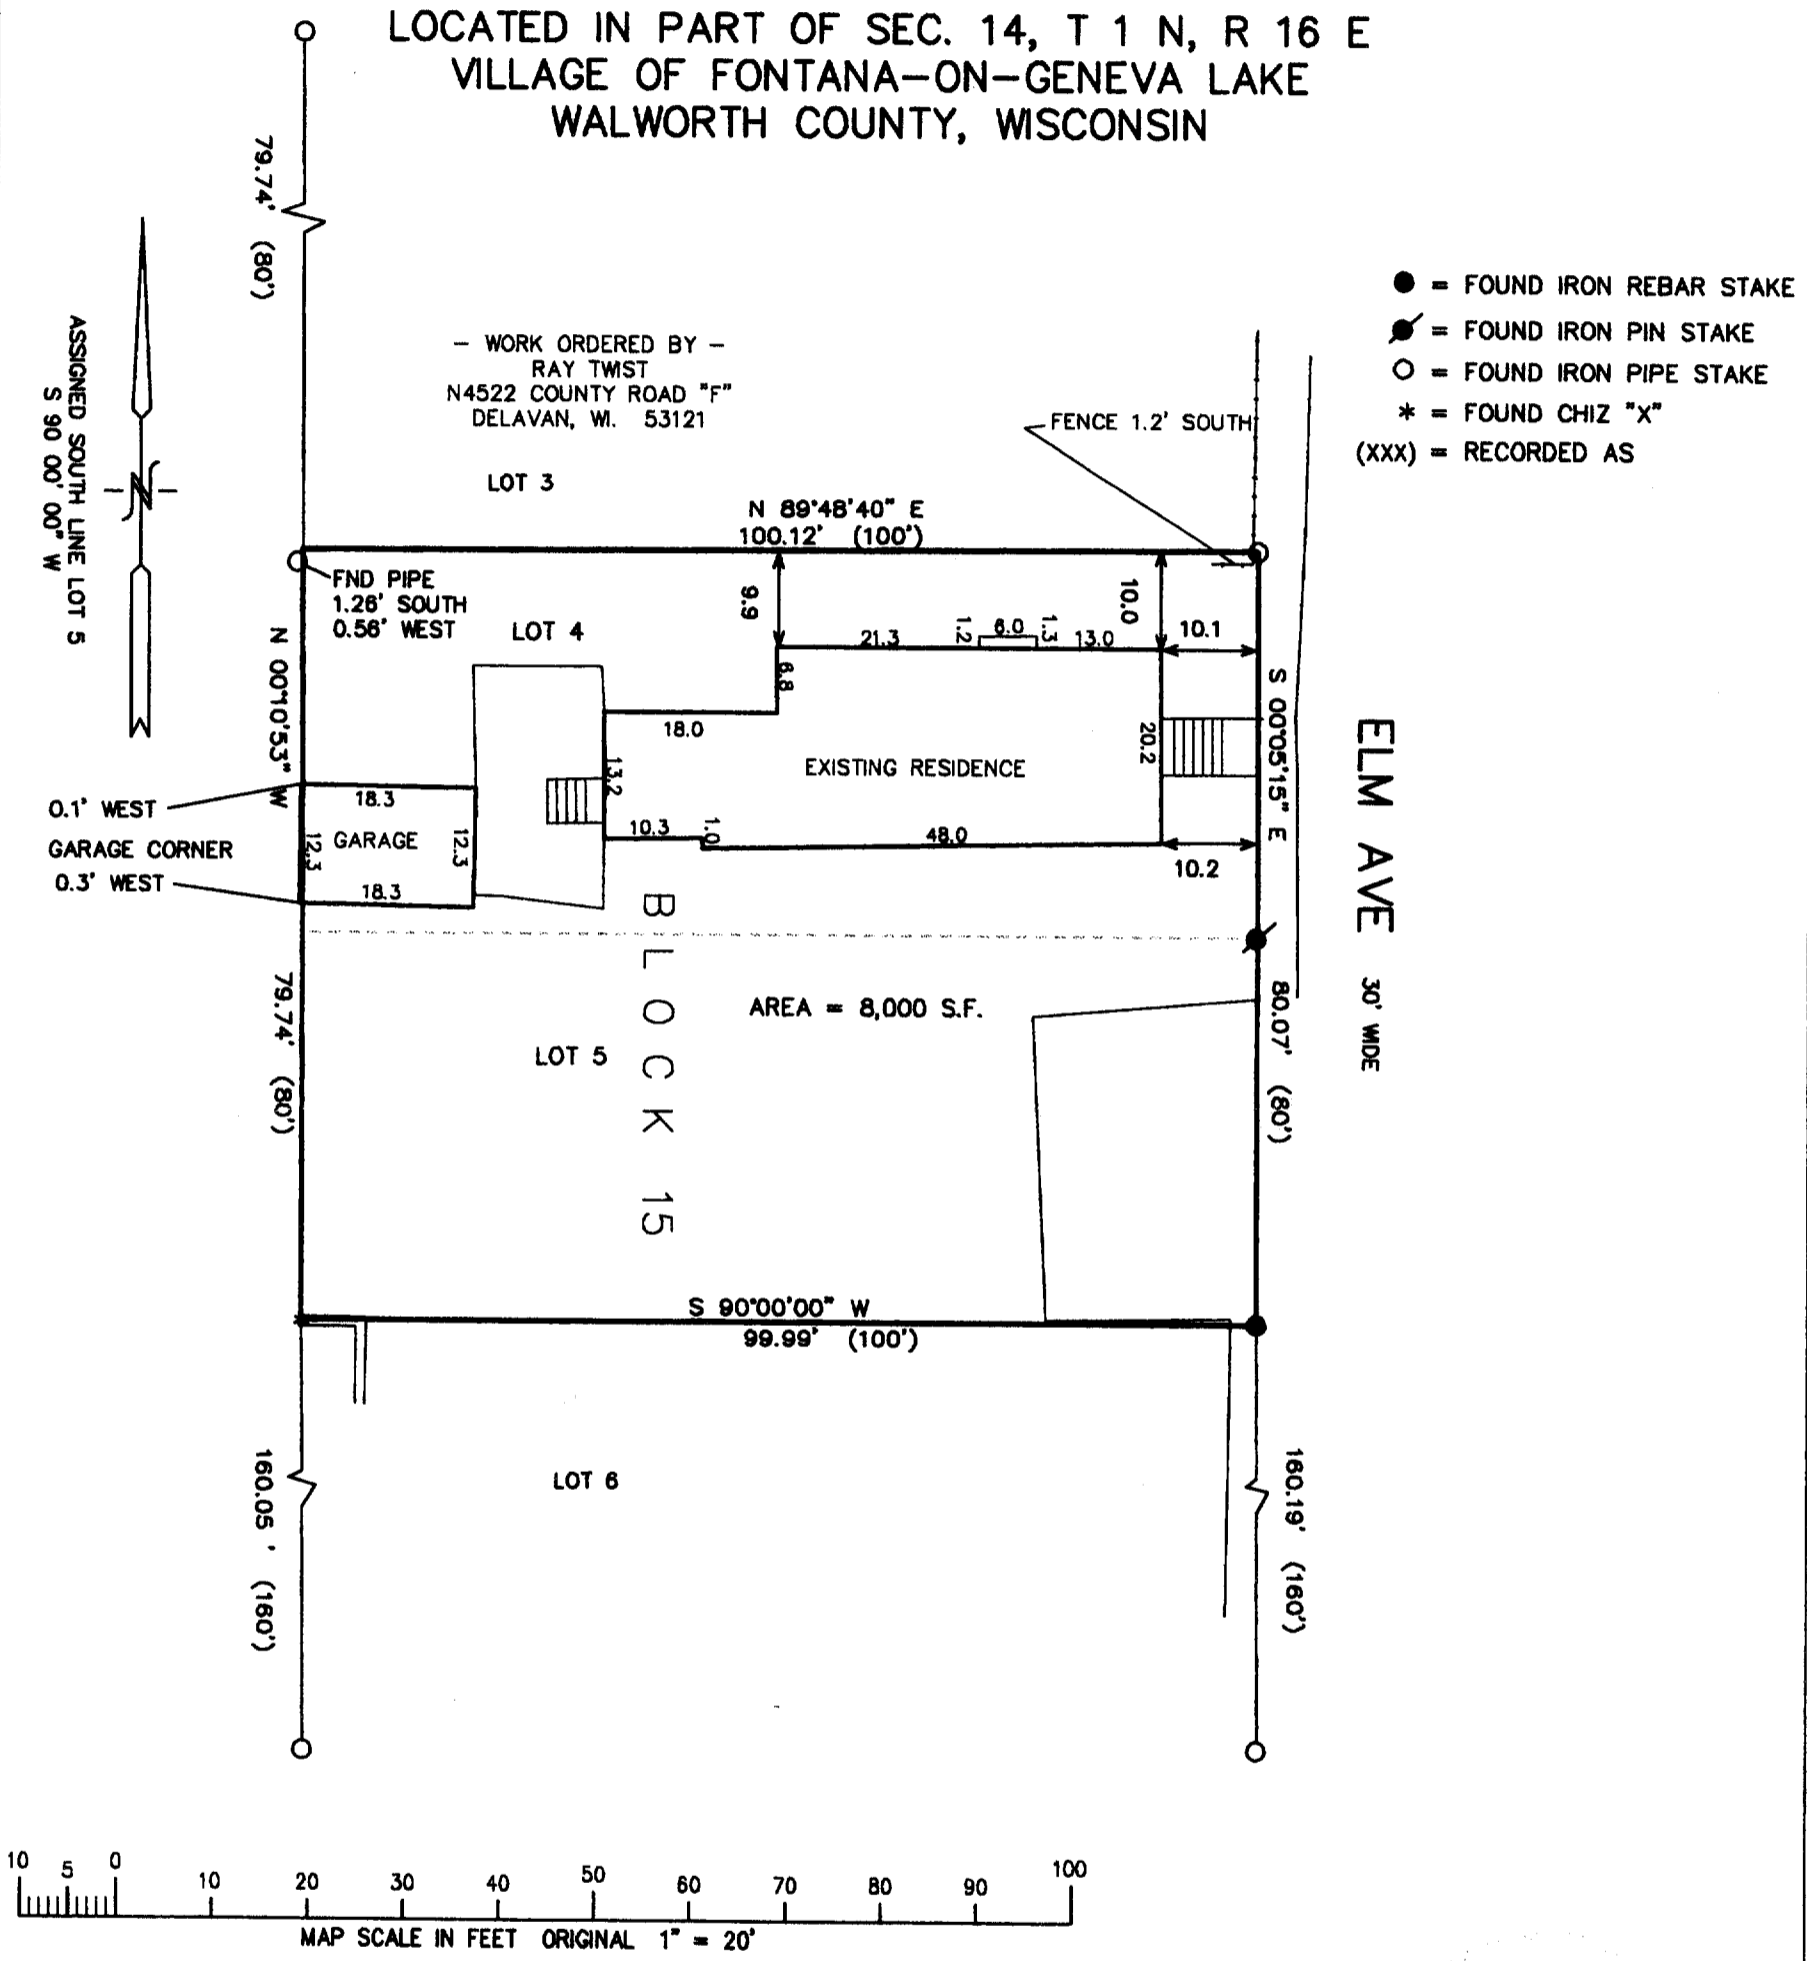 LOCATED IN PART OF SEC. 14, T 1 N, R 16 E
VILLAGE OF FONTANA-ON-GENEVA LAKE
WALWORTH COUNTY, WISCONSIN
79.74' (80')
ASSIGNED SOUTH LINE LOT 5
S 90 00' 00" W
N
● = FOUND IRON REBAR STAKE
= FOUND IRON PIN STAKE
○ = FOUND IRON PIPE STAKE
* = FOUND CHIZ "X"
(XXX) = RECORDED AS
- WORK ORDERED BY -
RAY TWIST
N4522 COUNTY ROAD "F"
DELAVAN, WI. 53121
FENCE 1.2' SOUTH
LOT 3
N 89°48'40" E
100.12' (100')
FND PIPE
1.26' SOUTH
0.56' WEST
LOT 4
9.9
10.0
10.1
21.3
1.2
6.0
1.3
13.0
6.8
18.0
N 00°10'53" W
S 00°05'15" E
EXISTING RESIDENCE
20.2
13.2
10.3
1.0
48.0
10.2
ELM AVE 30' WIDE
0.1' WEST
GARAGE CORNER
0.3' WEST
18.3
12.3
GARAGE
12.3
18.3
BLOCK 15
AREA = 8,000 S.F.
LOT 5
79.74' (80')
80.07' (80')
S 90°00'00" W
99.99' (100')
LOT 6
160.05 ' (160')
160.19' (160')
10 5 0 10 20 30 40 50 60 70 80 90 100
MAP SCALE IN FEET ORIGINAL 1" = 20'